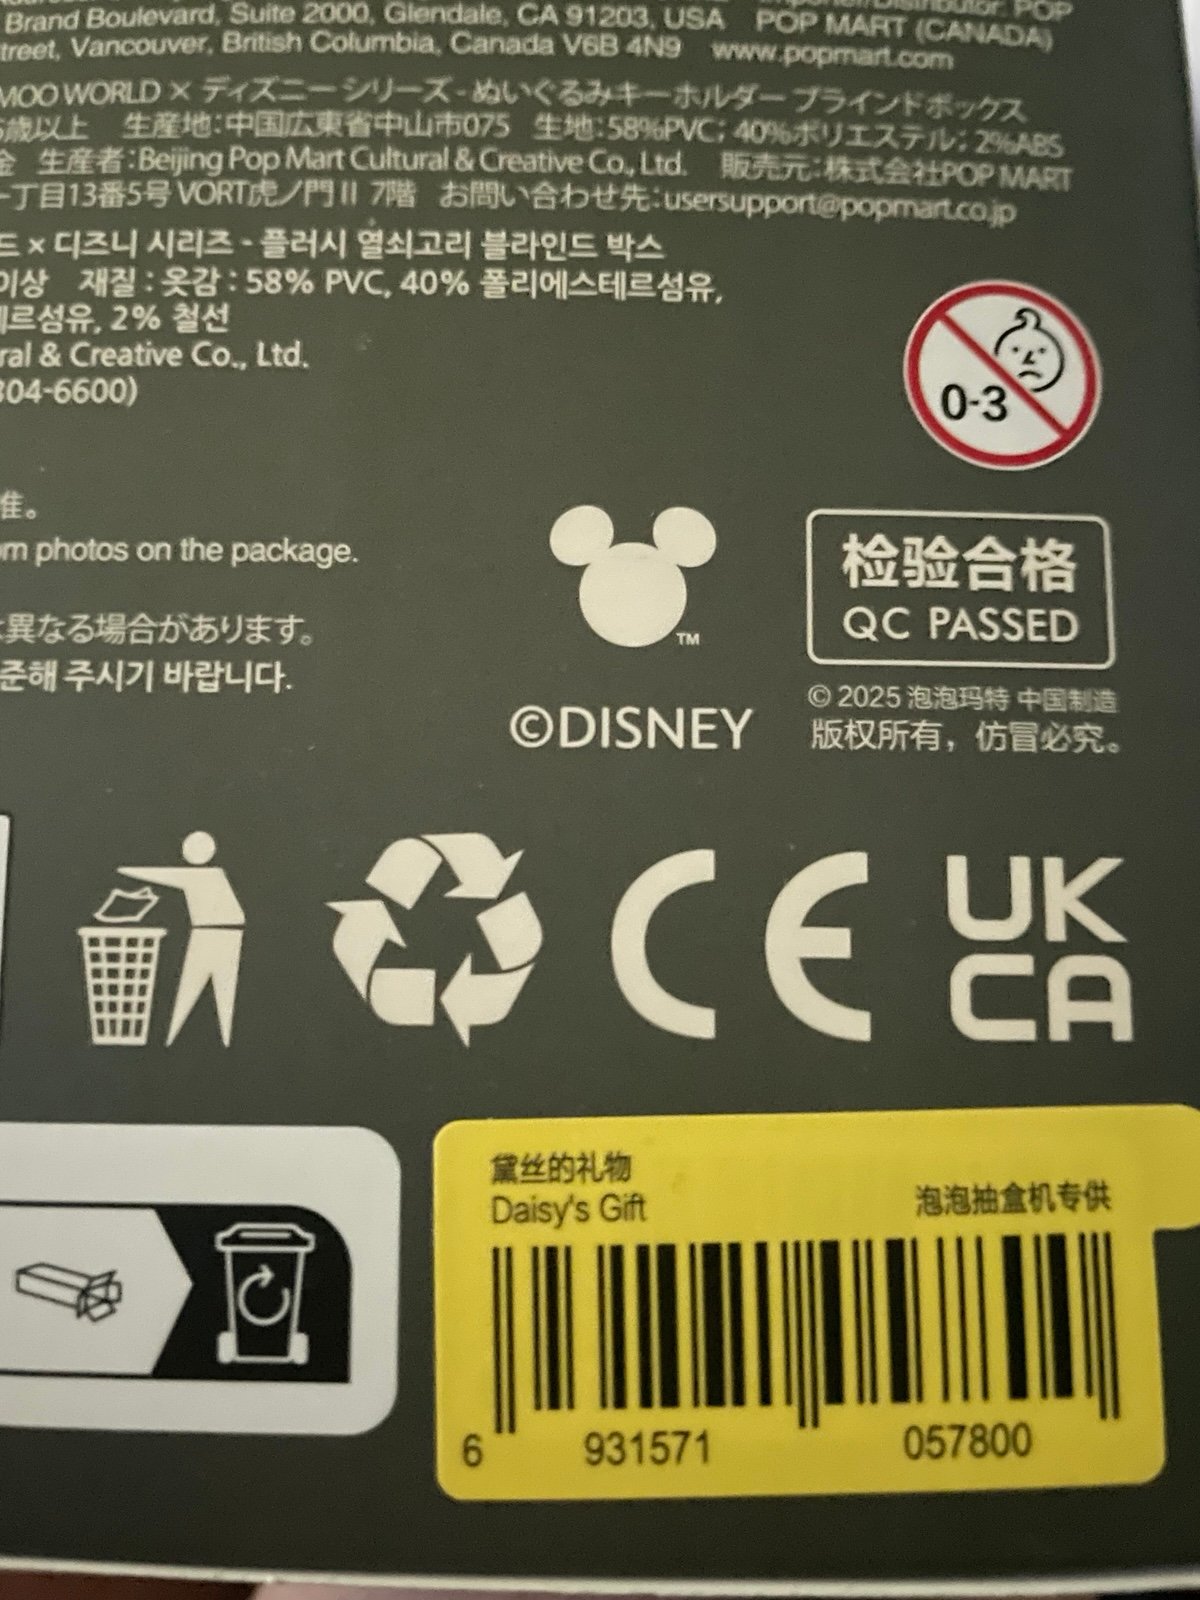 Brand Boulevard, Suite 2000, Glendale, CA 91203, USA POP MART (CANADA)
treet, Vancouver, British Columbia, Canada V6B 4N9 www.popmart.com
MOO WORLD × ディズニーシリーズ - ぬいぐるみキーホルダー ブラインドボックス
歳以上 生産地：中国広東省中山市075 生地：58%PVC；40%ポリエステル；2%ABS
金 生産者：Beijing Pop Mart Cultural & Creative Co., Ltd. 販売元：株式会社POP MART
一丁目13番5号 VORT虎ノ門Ⅱ 7階 お問い合わせ先：usersupport@popmart.co.jp
드 × 디즈니 시리즈 - 플러시 열쇠고리 블라인드 박스
이상 재질 : 옷감 : 58% PVC, 40% 폴리에스테르섬유,
르섬유, 2% 철선
ral & Creative Co., Ltd.
304-6600)
0-3
准。
om photos on the package.
異なる場合があります。
준해 주시기 바랍니다.
TM
©DISNEY
检验合格
QC PASSED
© 2025 泡泡玛特 中国制造
版权所有，仿冒必究。
CE
UK
CA
黛丝的礼物
Daisy's Gift
泡泡抽盒机专供
6 931571 057800